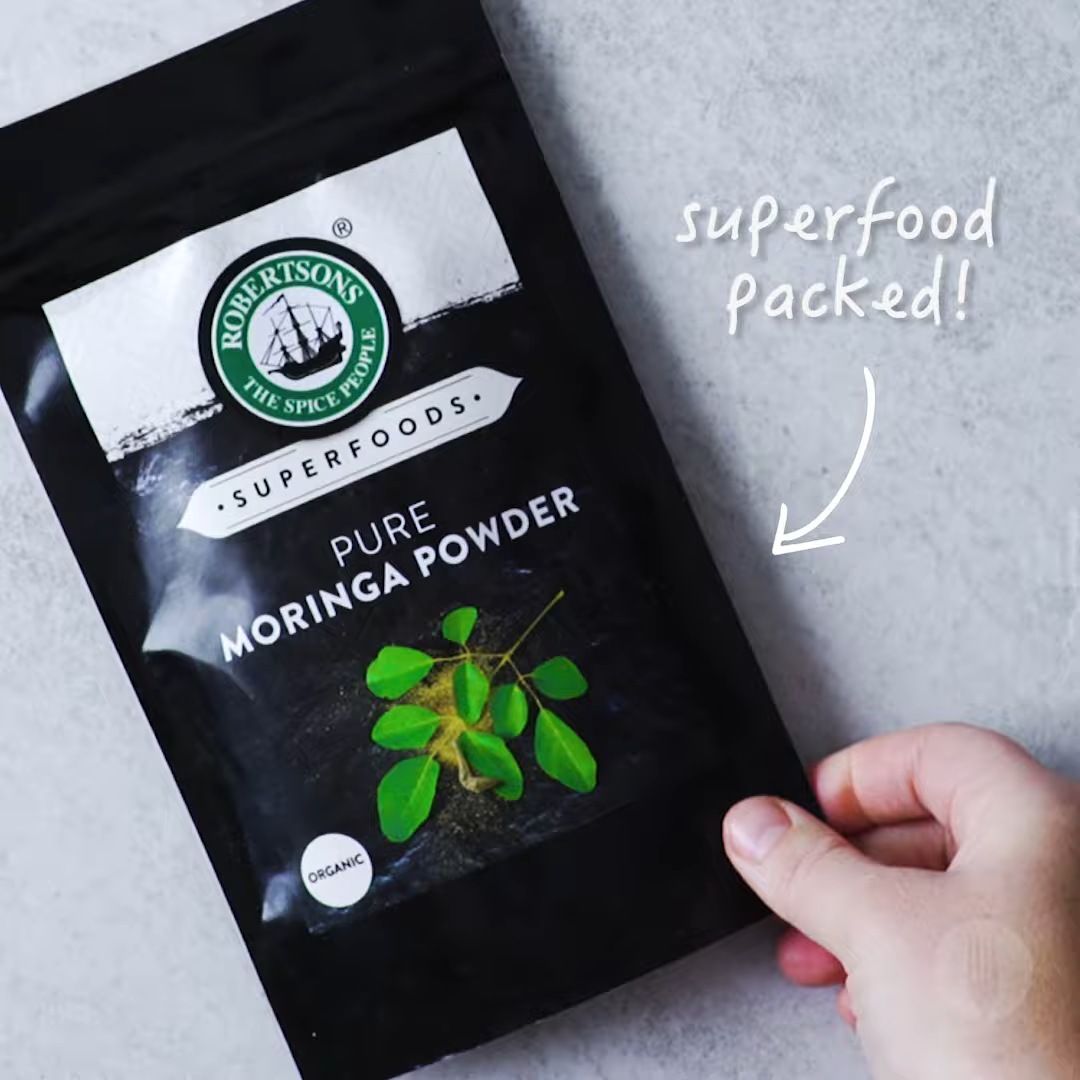 superfood
packed!
®
ROBERTSONS
THE SPICE PEOPLE
·SUPERFOODS·
PURE
MORINGA POWDER
ORGANIC